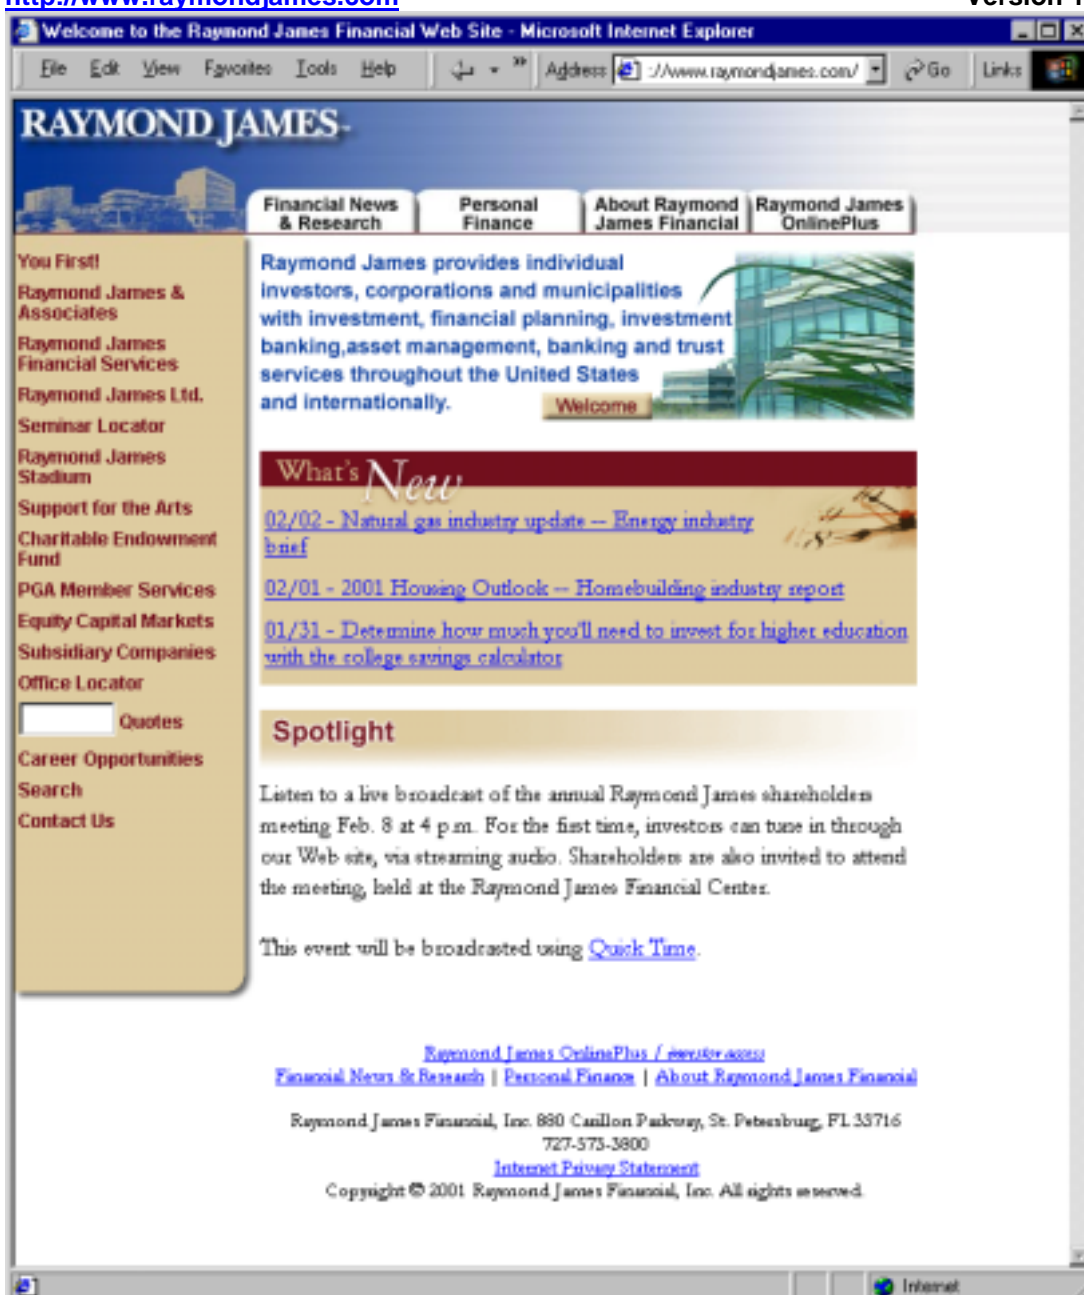 http://www.raymondjames.com Version 1
Welcome to the Raymond James Financial Web Site - Microsoft Internet Explorer
File Edit View Favorites Tools Help Address ://www.raymondjames.com/ Go Links
RAYMOND JAMES
Financial News & Research
Personal Finance
About Raymond James Financial
Raymond James OnlinePlus
You First!
Raymond James &
Associates
Raymond James
Financial Services
Raymond James Ltd.
Seminar Locator
Raymond James
Stadium
Support for the Arts
Charitable Endowment
Fund
PGA Member Services
Equity Capital Markets
Subsidiary Companies
Office Locator
Quotes
Career Opportunities
Search
Contact Us
Raymond James provides individual
investors, corporations and municipalities
with investment, financial planning, investment
banking,asset management, banking and trust
services throughout the United States
and internationally.
Welcome
What's New
02/02 - Natural gas industry update -- Energy industry
brief
02/01 - 2001 Housing Outlook -- Homebuilding industry report
01/31 - Determine how much you'll need to invest for higher education
with the college savings calculator
Spotlight
Listen to a live broadcast of the annual Raymond James shareholders
meeting Feb. 8 at 4 p.m. For the first time, investors can tune in through
our Web site, via streaming audio. Shareholders are also invited to attend
the meeting, held at the Raymond James Financial Center.
This event will be broadcasted using Quick Time.
Raymond James OnlinePlus / investor access
Financial News & Research | Personal Finance | About Raymond James Financial
Raymond James Financial, Inc. 880 Carillon Parkway, St. Petersburg, FL 33716
727-573-3800
Internet Privacy Statement
Copyright © 2001 Raymond James Financial, Inc. All rights reserved.
Internet